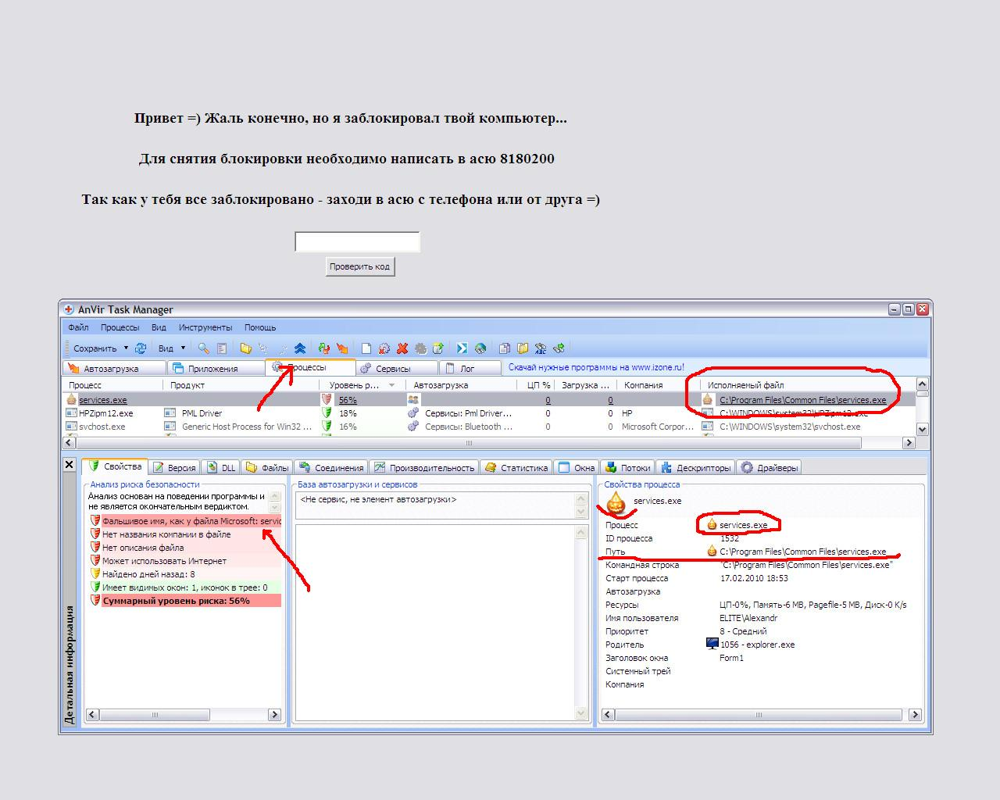 Привет =) Жаль конечно, но я заблокировал твой компьютер...
Для снятия блокировки необходимо написать в асю 8180200
Так как у тебя все заблокировано - заходи в асю с телефона или от друга =)
Проверить код
AnVir Task Manager
Файл Процессы Вид Инструменты Помощь
Сохранить Вид
Автозагрузка Приложения Процессы Сервисы Лог Скачай нужные программы на www.izone.ru!
Процесс Продукт Уровень р... Автозагрузка ЦП % Загрузка ... Компания Исполняемый файл
services.exe 56% 0 0 C:\Program Files\Common Files\services.exe
HPZipm12.exe PML Driver 18% Сервисы: Pml Driver... 0 0 HP C:\WINDOWS\system32\HPZipm12.exe
svchost.exe Generic Host Process for Win32 ... 16% Сервисы: Bluetooth ... 0 0 Microsoft Corpor... C:\WINDOWS\system32\svchost.exe
Детальная информация
Свойства Версия DLL Файлы Соединения Производительность Статистика Окна Потоки Дескрипторы Драйверы
Анализ риска безопасности
Анализ основан на поведении программы и
не является окончательным вердиктом.
Фальшивое имя, как у файла Microsoft: servic
Нет названия компании в файле
Нет описания файла
Может использовать Интернет
Найдено дней назад: 8
Имеет видимых окон: 1, иконок в трее: 0
Суммарный уровень риска: 56%
База автозагрузки и сервисов
<Не сервис, не элемент автозагрузки>
Свойства процесса
services.exe
Процесс services.exe
ID процесса 1532
Путь C:\Program Files\Common Files\services.exe
Командная строка "C:\Program Files\Common Files\services.exe"
Старт процесса 17.02.2010 18:53
Автозагрузка
Ресурсы ЦП-0%, Память-6 MB, Pagefile-5 MB, Диск-0 K/s
Имя пользователя ELITE\Alexandr
Приоритет 8 - Средний
Родитель 1056 - explorer.exe
Заголовок окна Form1
Системный трей
Компания